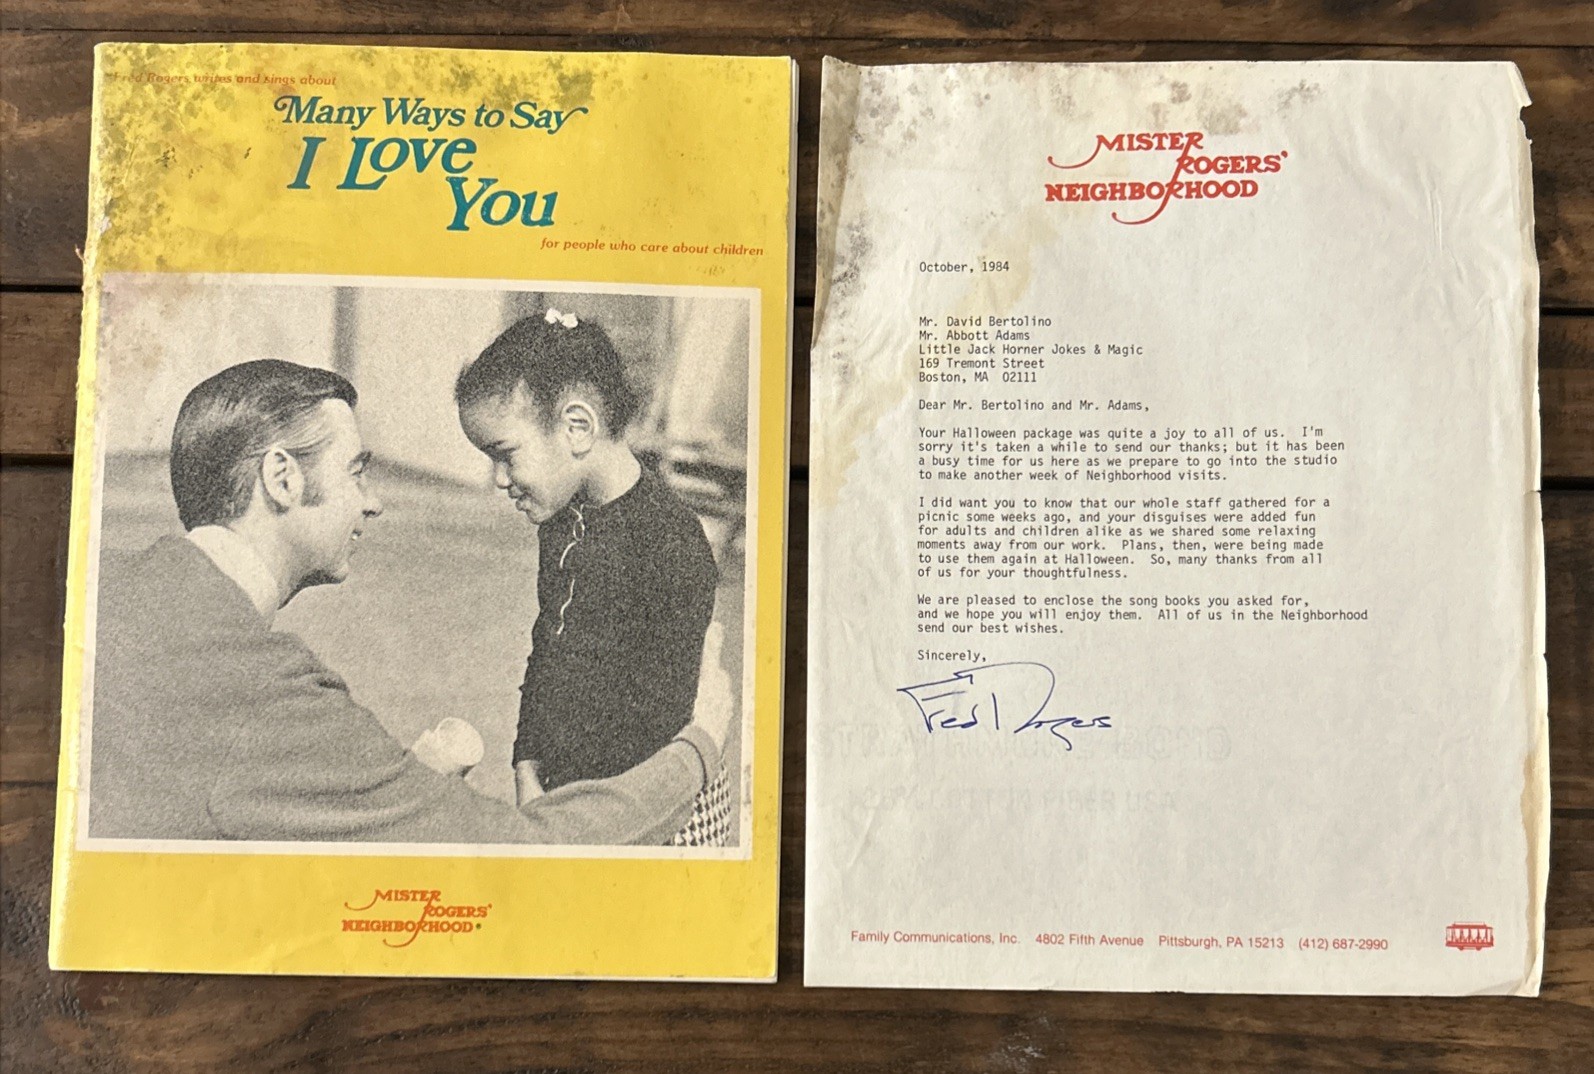 Fred Rogers writes and sings about
Many Ways to Say
I Love
You
for people who care about children
MISTER
ROGERS'
NEIGHBORHOOD®
MISTER
ROGERS'
NEIGHBORHOOD
October, 1984
Mr. David Bertolino
Mr. Abbott Adams
Little Jack Horner Jokes & Magic
169 Tremont Street
Boston, MA  02111
Dear Mr. Bertolino and Mr. Adams,
Your Halloween package was quite a joy to all of us.  I'm
sorry it's taken a while to send our thanks; but it has been
a busy time for us here as we prepare to go into the studio
to make another week of Neighborhood visits.
I did want you to know that our whole staff gathered for a
picnic some weeks ago, and your disguises were added fun
for adults and children alike as we shared some relaxing
moments away from our work.  Plans, then, were being made
to use them again at Halloween.  So, many thanks from all
of us for your thoughtfulness.
We are pleased to enclose the song books you asked for,
and we hope you will enjoy them.  All of us in the Neighborhood
send our best wishes.
Sincerely,
Fred Rogers
Family Communications, Inc.  4802 Fifth Avenue  Pittsburgh, PA 15213  (412) 687-2990